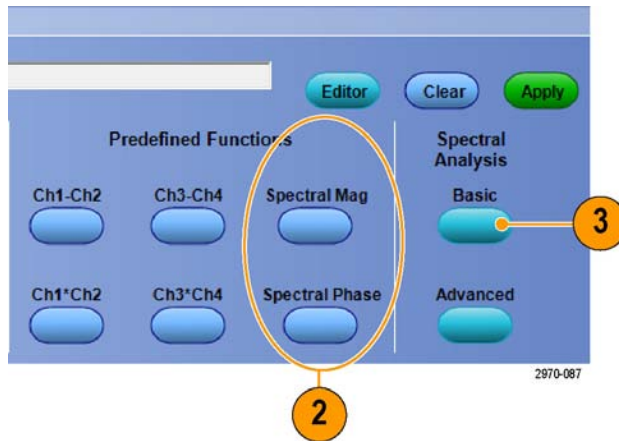 Editor Clear Apply
Predefined Functions
Spectral
Analysis
Ch1-Ch2 Ch3-Ch4 Spectral Mag Basic
3
Ch1*Ch2 Ch3*Ch4 Spectral Phase Advanced
2970-087
2